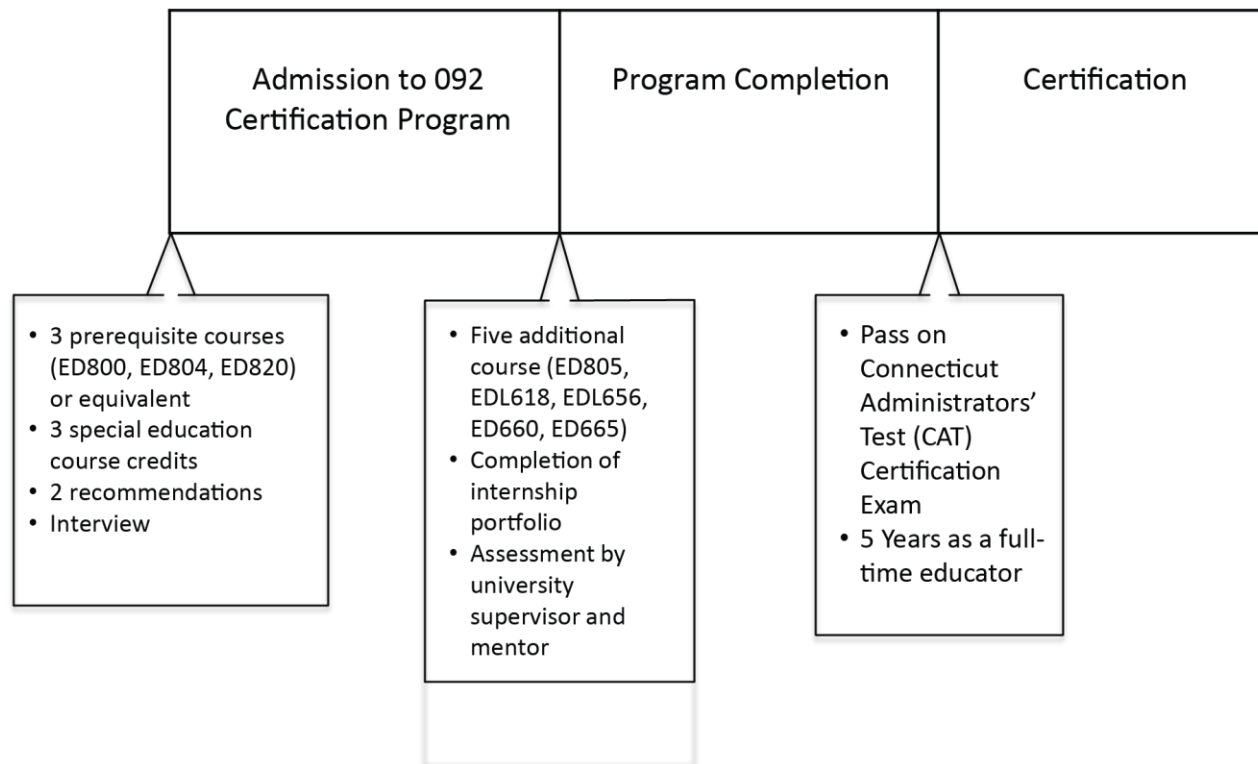 Admission to 092
Certification Program
Program Completion
Certification
• 3 prerequisite courses
(ED800, ED804, ED820)
or equivalent
• 3 special education
course credits
• 2 recommendations
• Interview
• Five additional
course (ED805,
EDL618, EDL656,
ED660, ED665)
• Completion of
internship
portfolio
• Assessment by
university
supervisor and
mentor
• Pass on
Connecticut
Administrators’
Test (CAT)
Certification
Exam
• 5 Years as a full-
time educator